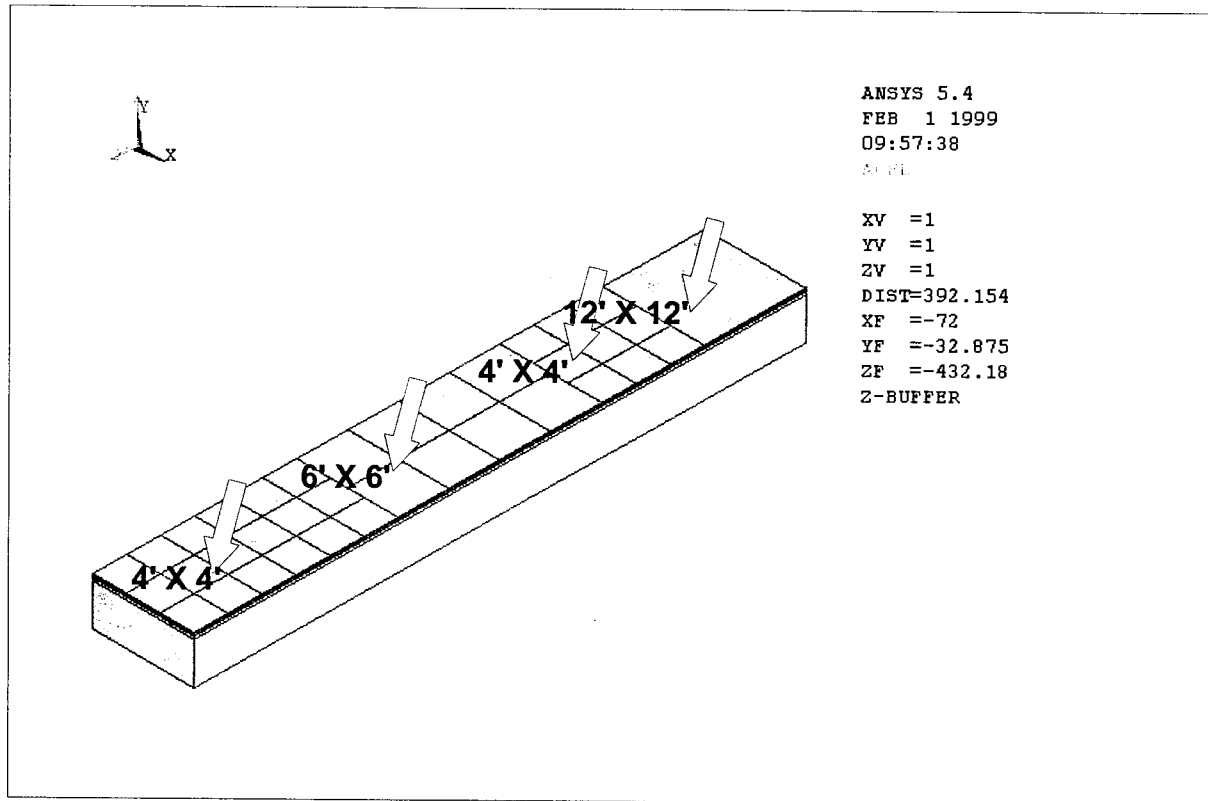 ANSYS 5.4
FEB 1 1999
09:57:38
XV =1
YV =1
ZV =1
DIST=392.154
XF =-72
YF =-32.875
ZF =-432.18
Z-BUFFER
Y
X
12' X 12'
4' X 4'
6' X 6'
4' X 4'